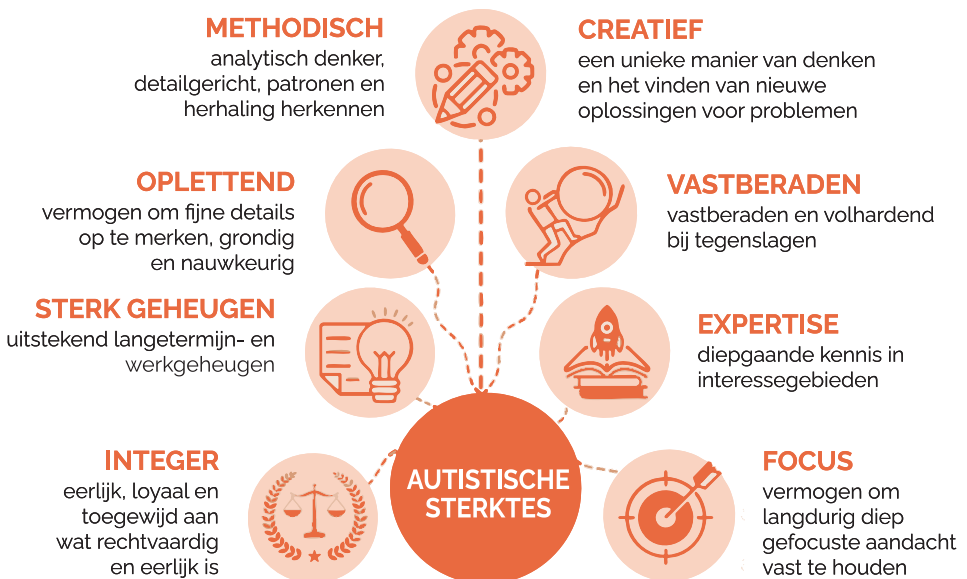 METHODISCH
analytisch denker,
detailgericht, patronen en
herhaling herkennen
CREATIEF
een unieke manier van denken
en het vinden van nieuwe
oplossingen voor problemen
OPLETTEND
vermogen om fijne details
op te merken, grondig
en nauwkeurig
VASTBERADEN
vastberaden en volhardend
bij tegenslagen
STERK GEHEUGEN
uitstekend langetermijn- en
werkgeheugen
EXPERTISE
diepgaande kennis in
interessegebieden
INTEGER
eerlijk, loyaal en
toegewijd aan
wat rechtvaardig
en eerlijk is
AUTISTISCHE
STERKTES
FOCUS
vermogen om
langdurig diep
gefocuste aandacht
vast te houden